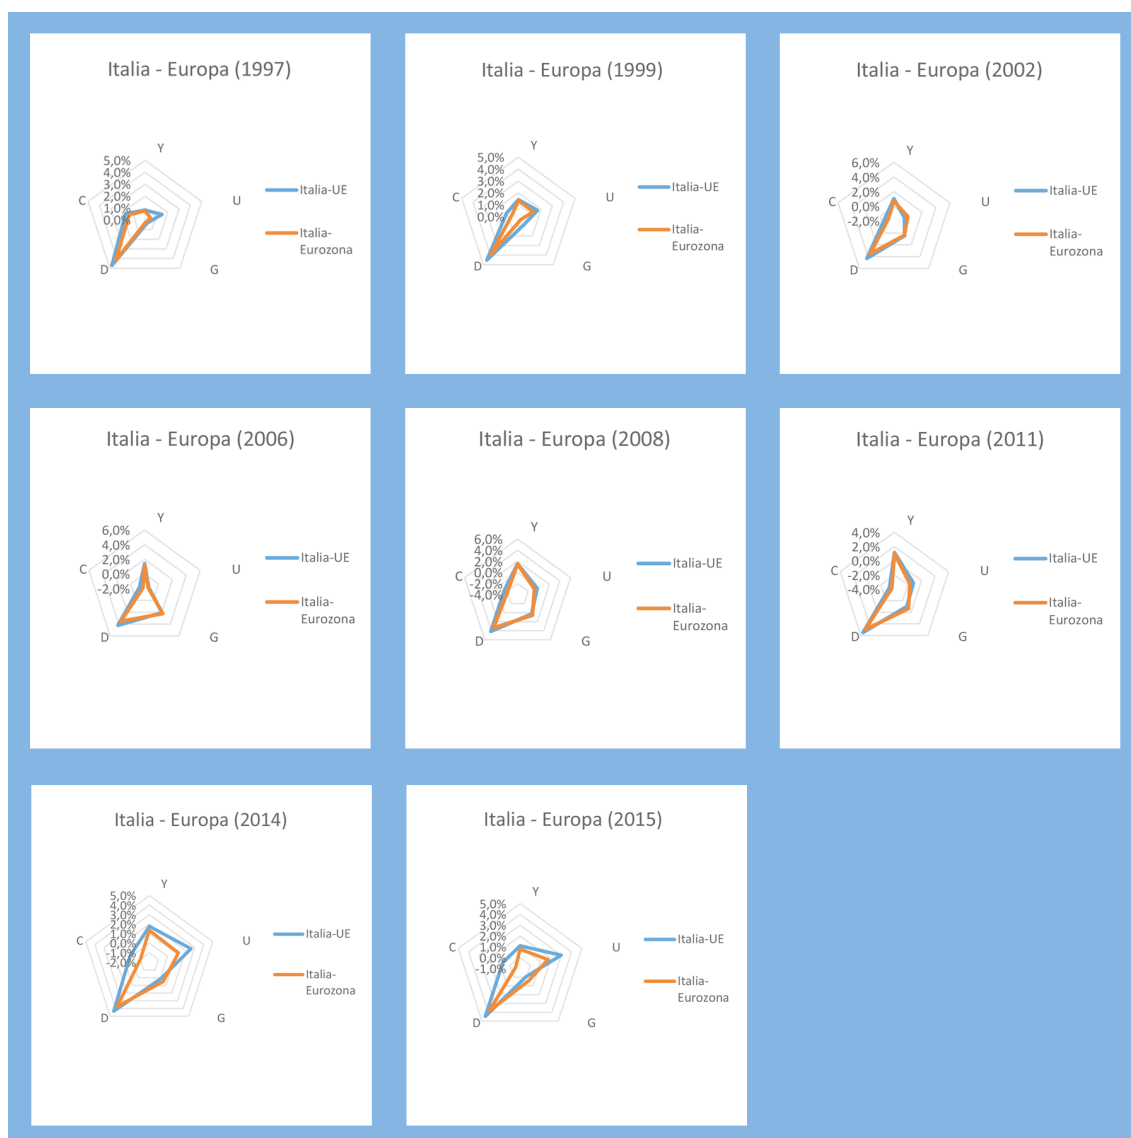 Italia - Europa (1997)
Y
5,0%
4,0%
3,0%
2,0%
1,0%
0,0%
C
U
D
G
Italia-UE
Italia-
Eurozona
Italia - Europa (1999)
Y
5,0%
4,0%
3,0%
2,0%
1,0%
0,0%
C
U
D
G
Italia-UE
Italia-
Eurozona
Italia - Europa (2002)
Y
6,0%
4,0%
2,0%
0,0%
-2,0%
C
U
D
G
Italia-UE
Italia-
Eurozona
Italia - Europa (2006)
Y
6,0%
4,0%
2,0%
0,0%
-2,0%
C
U
D
G
Italia-UE
Italia-
Eurozona
Italia - Europa (2008)
Y
6,0%
4,0%
2,0%
0,0%
-2,0%
-4,0%
C
U
D
G
Italia-UE
Italia-
Eurozona
Italia - Europa (2011)
Y
4,0%
2,0%
0,0%
-2,0%
-4,0%
C
U
D
G
Italia-UE
Italia-
Eurozona
Italia - Europa (2014)
Y
5,0%
4,0%
3,0%
2,0%
1,0%
0,0%
-1,0%
-2,0%
C
U
D
G
Italia-UE
Italia-
Eurozona
Italia - Europa (2015)
Y
5,0%
4,0%
3,0%
2,0%
1,0%
0,0%
-1,0%
C
U
D
G
Italia-UE
Italia-
Eurozona